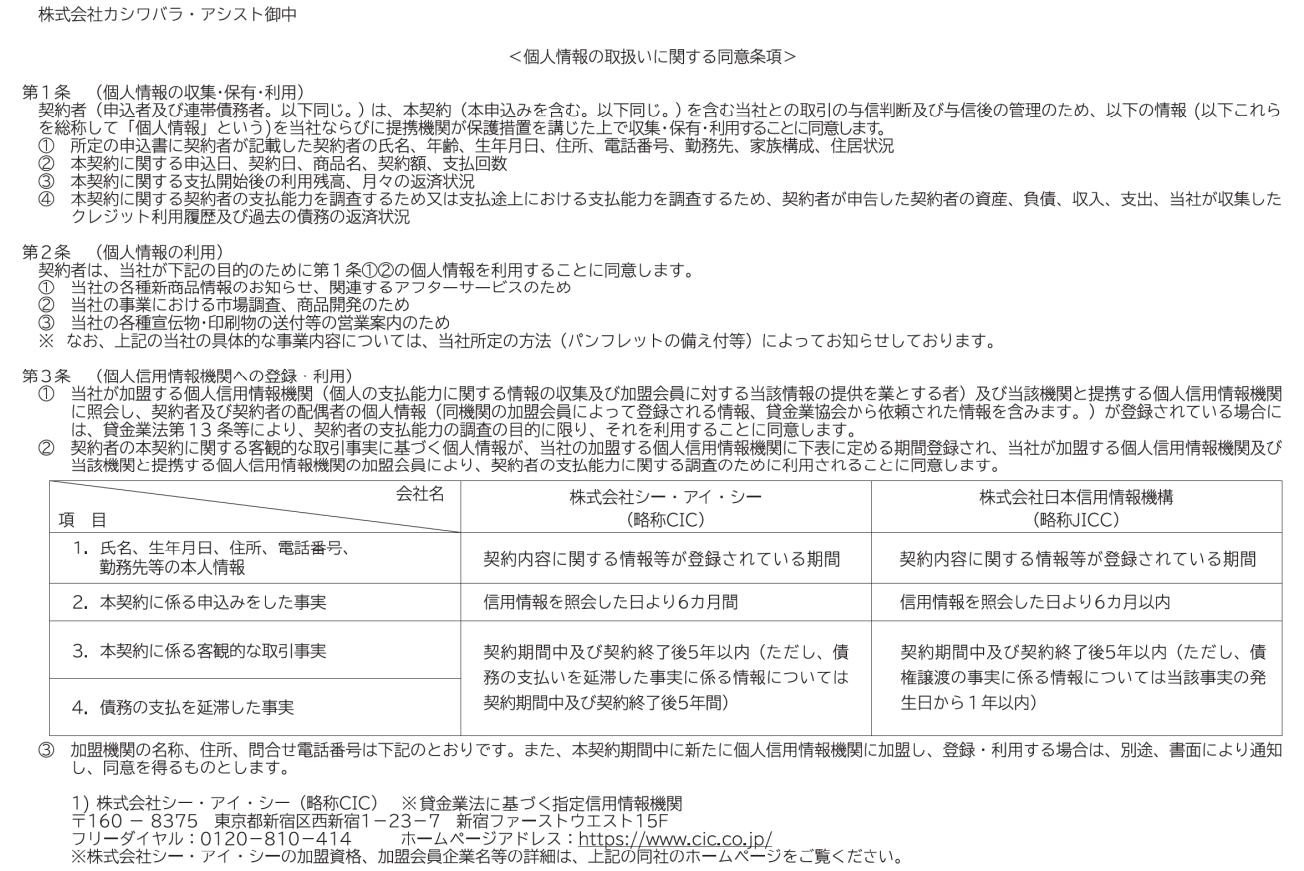 株式会社カシワバラ・アシスト御中
＜個人情報の取扱いに関する同意条項＞
第１条　（個人情報の収集･保有･利用）
契約者（申込者及び連帯債務者。以下同じ。）は、本契約（本申込みを含む。以下同じ。）を含む当社との取引の与信判断及び与信後の管理のため、以下の情報 (以下これら
を総称して「個人情報」という)を当社ならびに提携機関が保護措置を講じた上で収集･保有･利用することに同意します。
①　所定の申込書に契約者が記載した契約者の氏名、年齢、生年月日、住所、電話番号、勤務先、家族構成、住居状況
②　本契約に関する申込日、契約日、商品名、契約額、支払回数
③　本契約に関する支払開始後の利用残高、月々の返済状況
④　本契約に関する契約者の支払能力を調査するため又は支払途上における支払能力を調査するため、契約者が申告した契約者の資産、負債、収入、支出、当社が収集した
クレジット利用履歴及び過去の債務の返済状況
第２条　（個人情報の利用）
契約者は、当社が下記の目的のために第１条①②の個人情報を利用することに同意します。
①　当社の各種新商品情報のお知らせ、関連するアフターサービスのため
②　当社の事業における市場調査、商品開発のため
③　当社の各種宣伝物･印刷物の送付等の営業案内のため
※　なお、上記の当社の具体的な事業内容については、当社所定の方法（パンフレットの備え付等）によってお知らせしております。
第３条　（個人信用情報機関への登録・利用）
①　当社が加盟する個人信用情報機関（個人の支払能力に関する情報の収集及び加盟会員に対する当該情報の提供を業とする者）及び当該機関と提携する個人信用情報機関
に照会し、契約者及び契約者の配偶者の個人情報（同機関の加盟会員によって登録される情報、貸金業協会から依頼された情報を含みます。）が登録されている場合に
は、貸金業法第13 条等により、契約者の支払能力の調査の目的に限り、それを利用することに同意します。
②　契約者の本契約に関する客観的な取引事実に基づく個人情報が、当社の加盟する個人信用情報機関に下表に定める期間登録され、当社が加盟する個人信用情報機関及び
当該機関と提携する個人信用情報機関の加盟会員により、契約者の支払能力に関する調査のために利用されることに同意します。
会社名
項　目
株式会社シー・アイ・シー
（略称CIC）
株式会社日本信用情報機構
（略称JICC）
1．氏名、生年月日、住所、電話番号、
勤務先等の本人情報
契約内容に関する情報等が登録されている期間
契約内容に関する情報等が登録されている期間
2．本契約に係る申込みをした事実
信用情報を照会した日より6カ月間
信用情報を照会した日より6カ月以内
3．本契約に係る客観的な取引事実
4．債務の支払を延滞した事実
契約期間中及び契約終了後5年以内（ただし、債
務の支払いを延滞した事実に係る情報については
契約期間中及び契約終了後5年間）
契約期間中及び契約終了後5年以内（ただし、債
権譲渡の事実に係る情報については当該事実の発
生日から１年以内）
③　加盟機関の名称、住所、問合せ電話番号は下記のとおりです。また、本契約期間中に新たに個人信用情報機関に加盟し、登録・利用する場合は、別途、書面により通知
し、同意を得るものとします。
1) 株式会社シー・アイ・シー（略称CIC）　※貸金業法に基づく指定信用情報機関
〒160 － 8375　東京都新宿区西新宿1－23－7　新宿ファーストウエスト15F
フリーダイヤル：0120－810－414　　ホームページアドレス：https://www.cic.co.jp/
※株式会社シー・アイ・シーの加盟資格、加盟会員企業名等の詳細は、上記の同社のホームページをご覧ください。